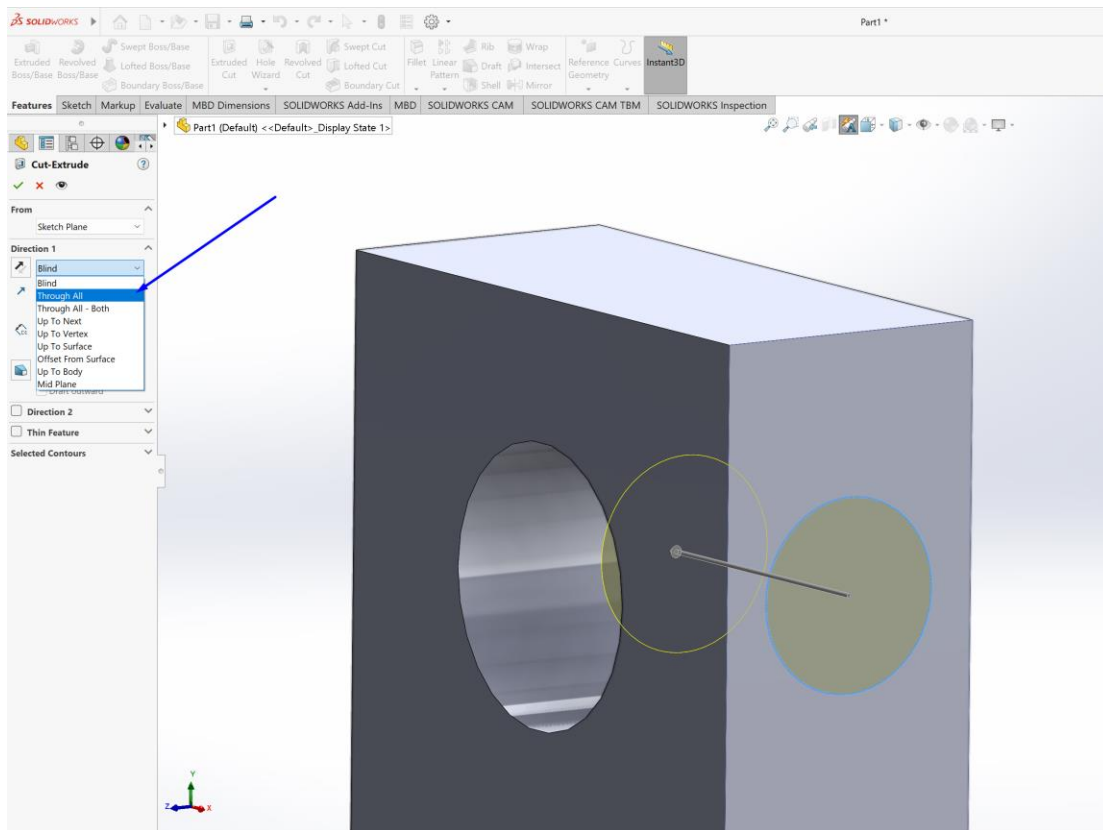 SOLIDWORKS
Part1 *
Extruded Boss/Base
Revolved Boss/Base
Swept Boss/Base
Lofted Boss/Base
Boundary Boss/Base
Extruded Cut
Hole Wizard
Revolved Cut
Swept Cut
Lofted Cut
Boundary Cut
Fillet
Linear Pattern
Rib
Draft
Shell
Wrap
Intersect
Mirror
Reference Geometry
Curves
Instant3D
Features Sketch Markup Evaluate MBD Dimensions SOLIDWORKS Add-Ins MBD SOLIDWORKS CAM SOLIDWORKS CAM TBM SOLIDWORKS Inspection
Part1 (Default) <<Default>_Display State 1>
Cut-Extrude
From
Sketch Plane
Direction 1
Blind
Blind
Through All
Through All - Both
Up To Next
Up To Vertex
Up To Surface
Offset From Surface
Up To Body
Mid Plane
Draft outward
Direction 2
Thin Feature
Selected Contours
Y
Z
X